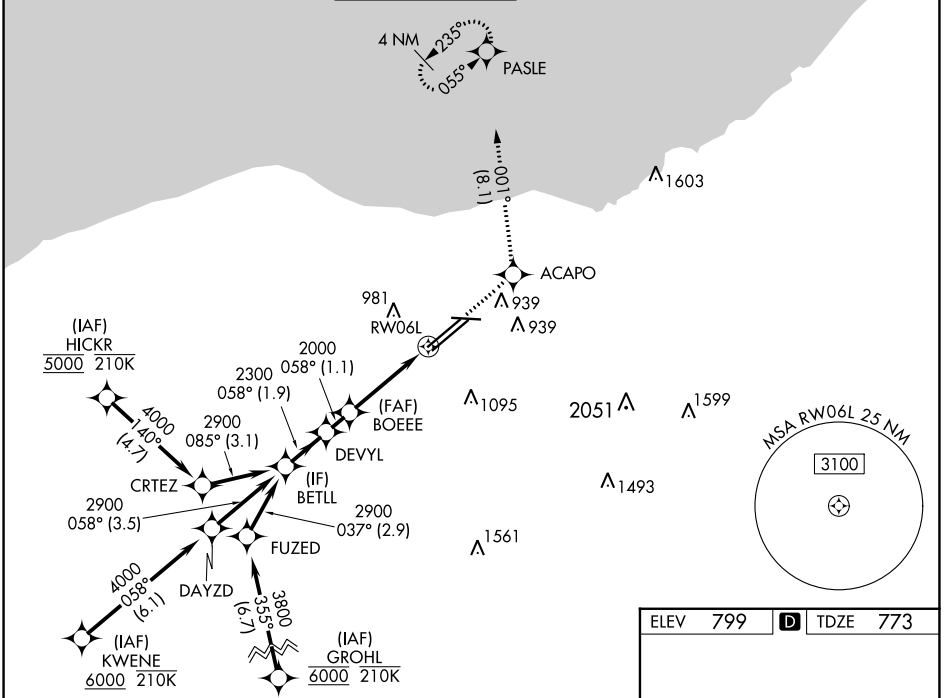 4 NM
235°
055°
PASLE
001°
(8.1)
1603
ACAPO
981
939
RW06L
939
(IAF)
HICKR
5000 210K
2000
058° (1.1)
2300
058° (1.9)
4000
140°
(4.7)
2900
085° (3.1)
(FAF)
BOEEE
1095
2051
1599
MSA RW06L 25 NM
3100
DEVYL
CRTEZ
(IF)
BETLL
1493
2900
058° (3.5)
2900
037° (2.9)
1561
FUZED
DAYZD
4000
058°
(6.1)
3800
355°
(6.7)
(IAF)
KWENE
6000 210K
(IAF)
GROHL
6000 210K
ELEV 799 D TDZE 773